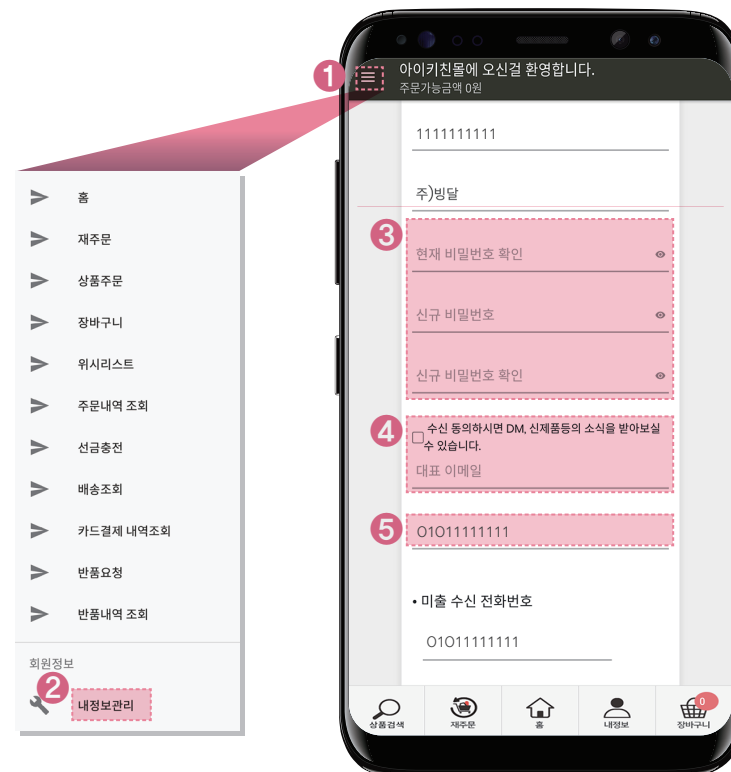 1
아이키친몰에 오신걸 환영합니다.
주문가능금액 0원
1111111111
주)빙달
3
현재 비밀번호 확인
신규 비밀번호
신규 비밀번호 확인
4
수신 동의하시면 DM, 신제품등의 소식을 받아보실
수 있습니다.
대표 이메일
5
01011111111
• 미출 수신 전화번호
01011111111
상품검색
재주문
홈
내정보
0
장바구니
홈
재주문
상품주문
장바구니
위시리스트
주문내역 조회
선금충전
배송조회
카드결제 내역조회
반품요청
반품내역 조회
회원정보
2
내정보관리